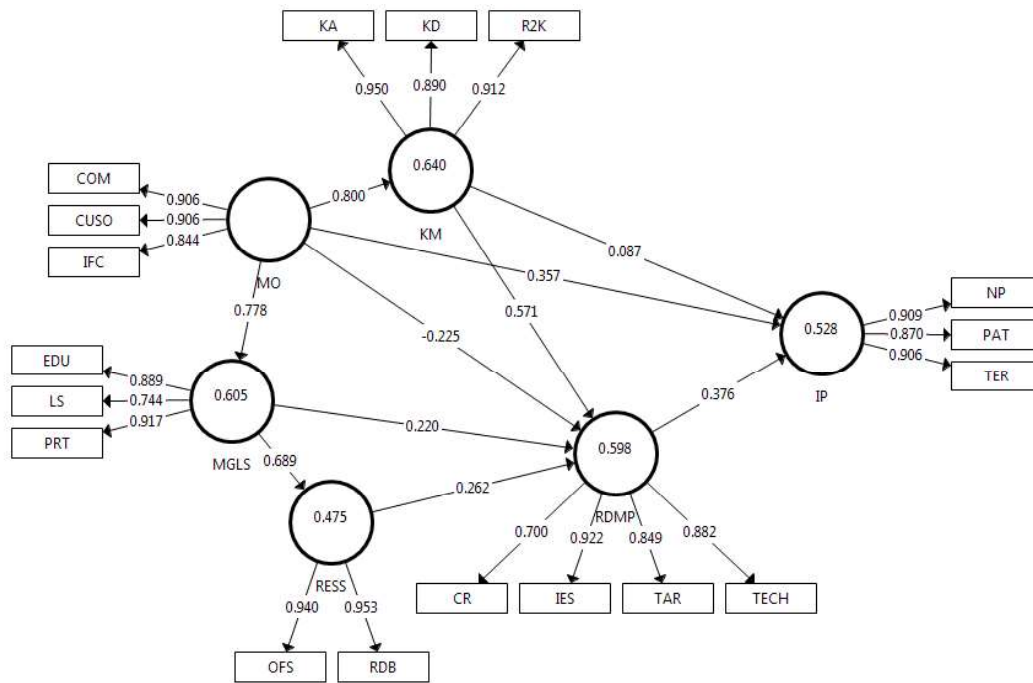 KA KD R2K
0.950 0.890 0.912
0.640
KM
COM
CUSO
IFC
0.906
0.906
0.844
MO
0.800
0.087
0.357
0.571
-0.225
0.778
NP
PAT
TER
0.909
0.870
0.906
0.528
IP
EDU
LS
PRT
0.889
0.744
0.917
0.605
MGLS
0.220
0.376
0.689
0.598
RDMP
0.262
0.475
RESS
0.700 0.922 0.849 0.882
CR IES TAR TECH
0.940 0.953
OFS RDB